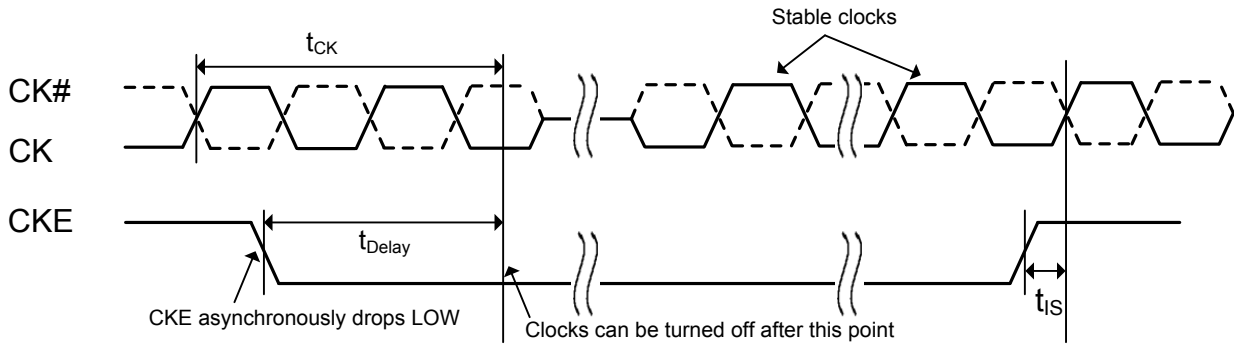 Stable clocks
tCK
CK#
CK
CKE
tDelay
tIS
CKE asynchronously drops LOW
Clocks can be turned off after this point